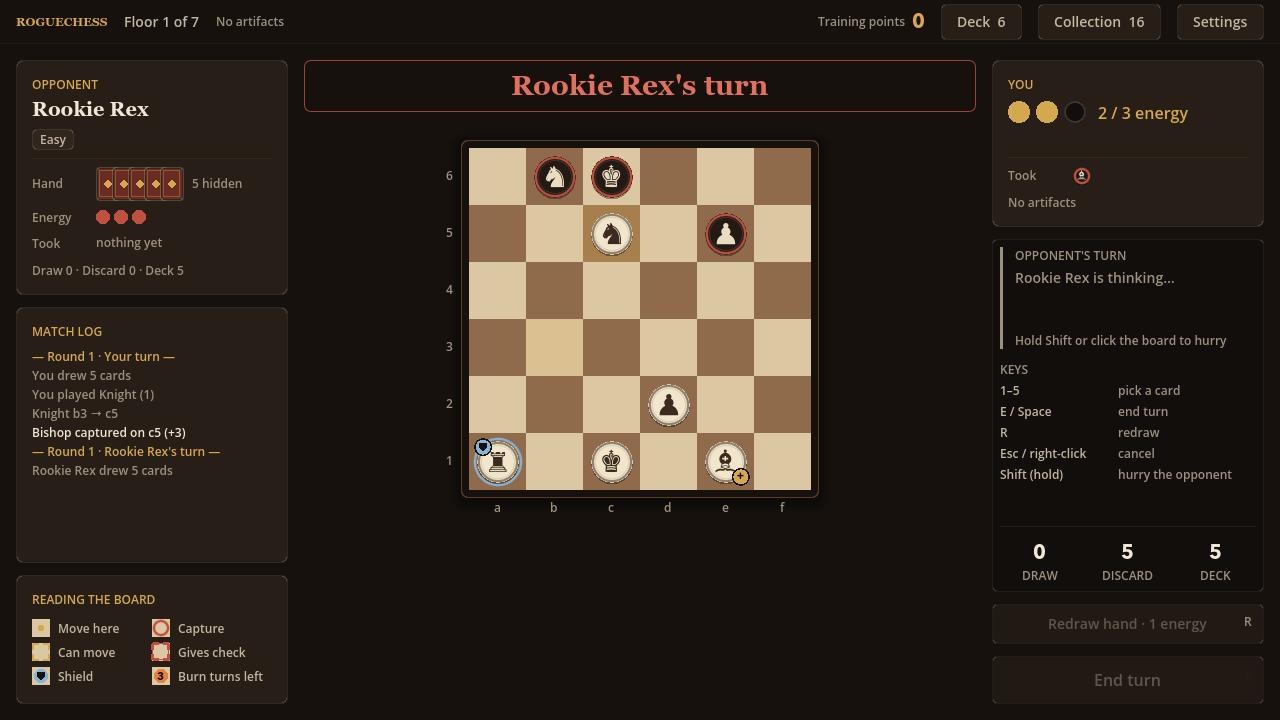 ROGUECHESS
Floor 1 of 7
No artifacts
Training points 0
Deck 6
Collection 16
Settings
OPPONENT
Rookie Rex
Easy
Hand
5 hidden
Energy
Took
nothing yet
Draw 0 · Discard 0 · Deck 5
MATCH LOG
— Round 1 · Your turn —
You drew 5 cards
You played Knight (1)
Knight b3 → c5
Bishop captured on c5 (+3)
— Round 1 · Rookie Rex's turn —
Rookie Rex drew 5 cards
READING THE BOARD
Move here
Capture
Can move
Gives check
Shield
3 Burn turns left
Rookie Rex's turn
6
5
4
3
2
1
a b c d e f
YOU
2 / 3 energy
Took
No artifacts
OPPONENT'S TURN
Rookie Rex is thinking...
Hold Shift or click the board to hurry
KEYS
1–5 pick a card
E / Space end turn
R redraw
Esc / right-click cancel
Shift (hold) hurry the opponent
0 5 5
DRAW DISCARD DECK
Redraw hand · 1 energy R
End turn